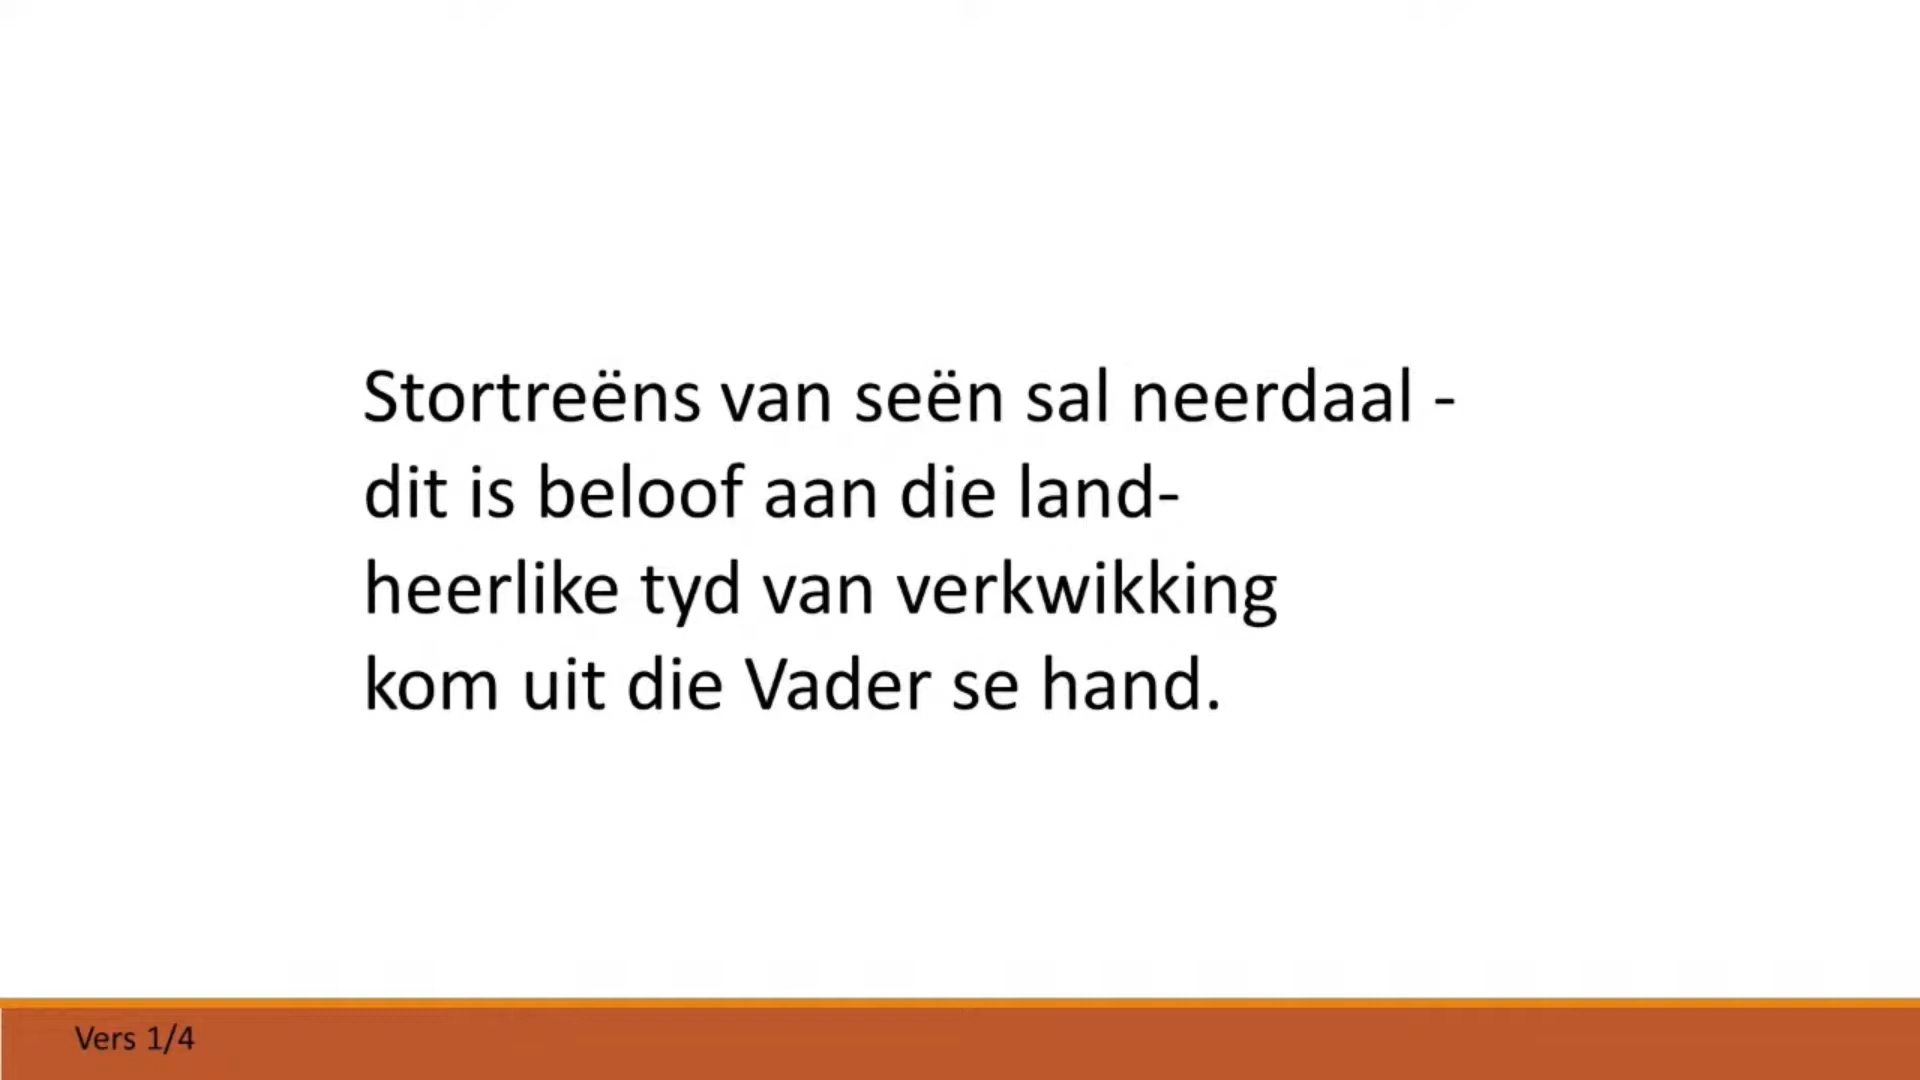 Stortreëns van seën sal neerdaal -
dit is beloof aan die land-
heerlike tyd van verkwikking
kom uit die Vader se hand.
Vers 1/4